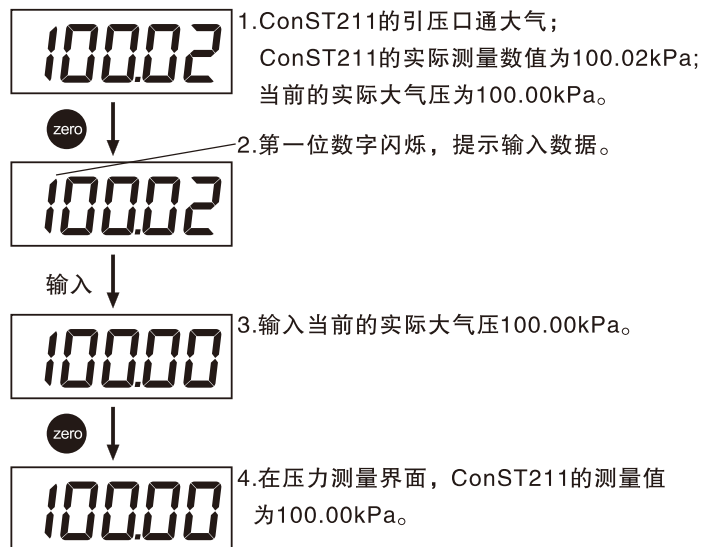 100.02
1.ConST211的引压口通大气；
ConST211的实际测量数值为100.02kPa;
当前的实际大气压为100.00kPa。
zero
2.第一位数字闪烁，提示输入数据。
100.02
输入
3.输入当前的实际大气压100.00kPa。
100.00
zero
4.在压力测量界面，ConST211的测量值
为100.00kPa。
100.00